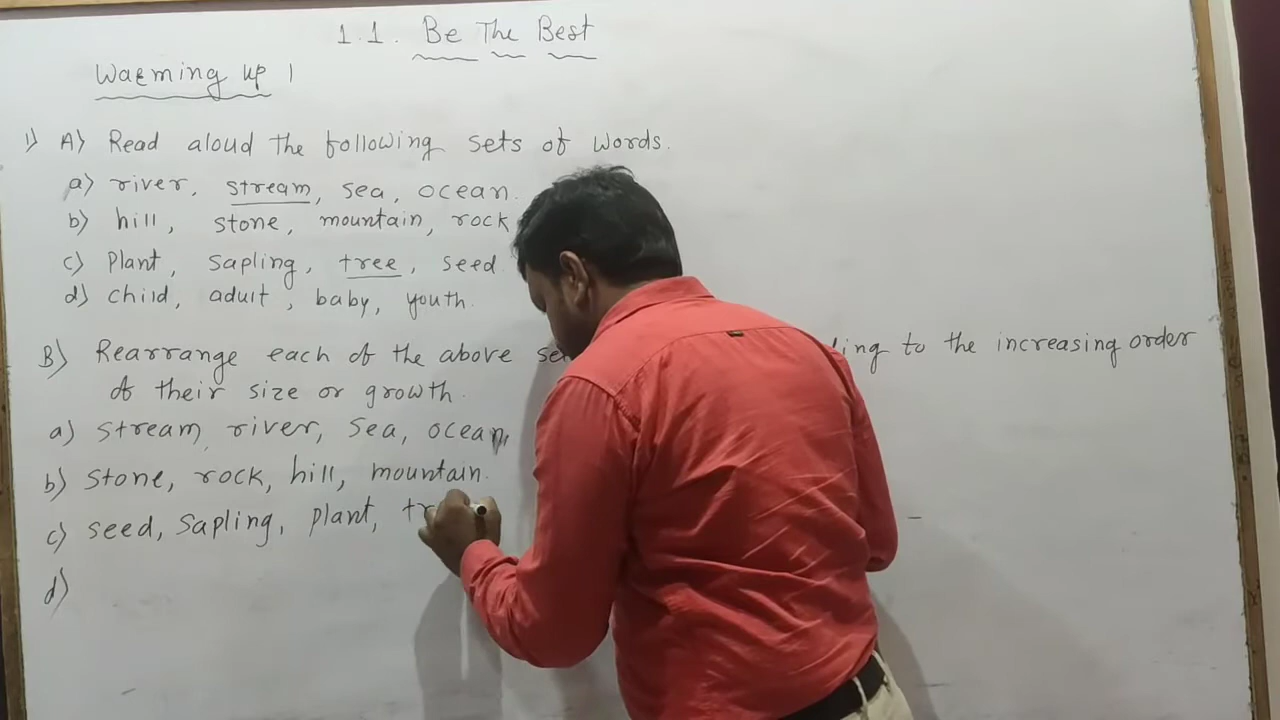 1.1. Be The Best
Warming up 1
1) A) Read aloud the following sets of words.
a) river, stream, sea, ocean.
b) hill, stone, mountain, rock
c) Plant, sapling, tree, seed.
d) child, adult, baby, youth.
B) Rearrange each of the above to the increasing order
of their size or growth.
a) stream, river, sea, ocean,
b) stone, rock, hill, mountain.
c) seed, sapling, plant,
d)